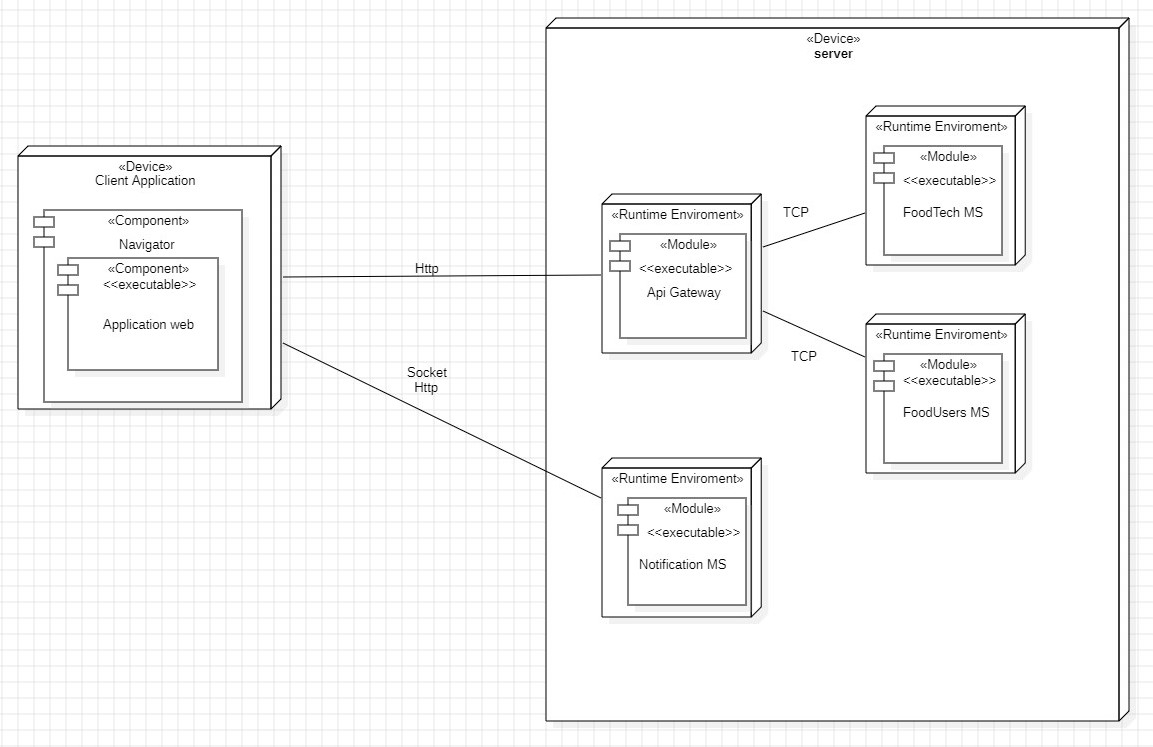 «Device»
Client Application
«Component»
Navigator
«Component»
<<executable>>
Application web
Http
Socket
Http
«Device»
server
«Runtime Enviroment»
«Module»
<<executable>>
Api Gateway
TCP
TCP
«Runtime Enviroment»
«Module»
<<executable>>
FoodTech MS
«Runtime Enviroment»
«Module»
<<executable>>
FoodUsers MS
«Runtime Enviroment»
«Module»
<<executable>>
Notification MS